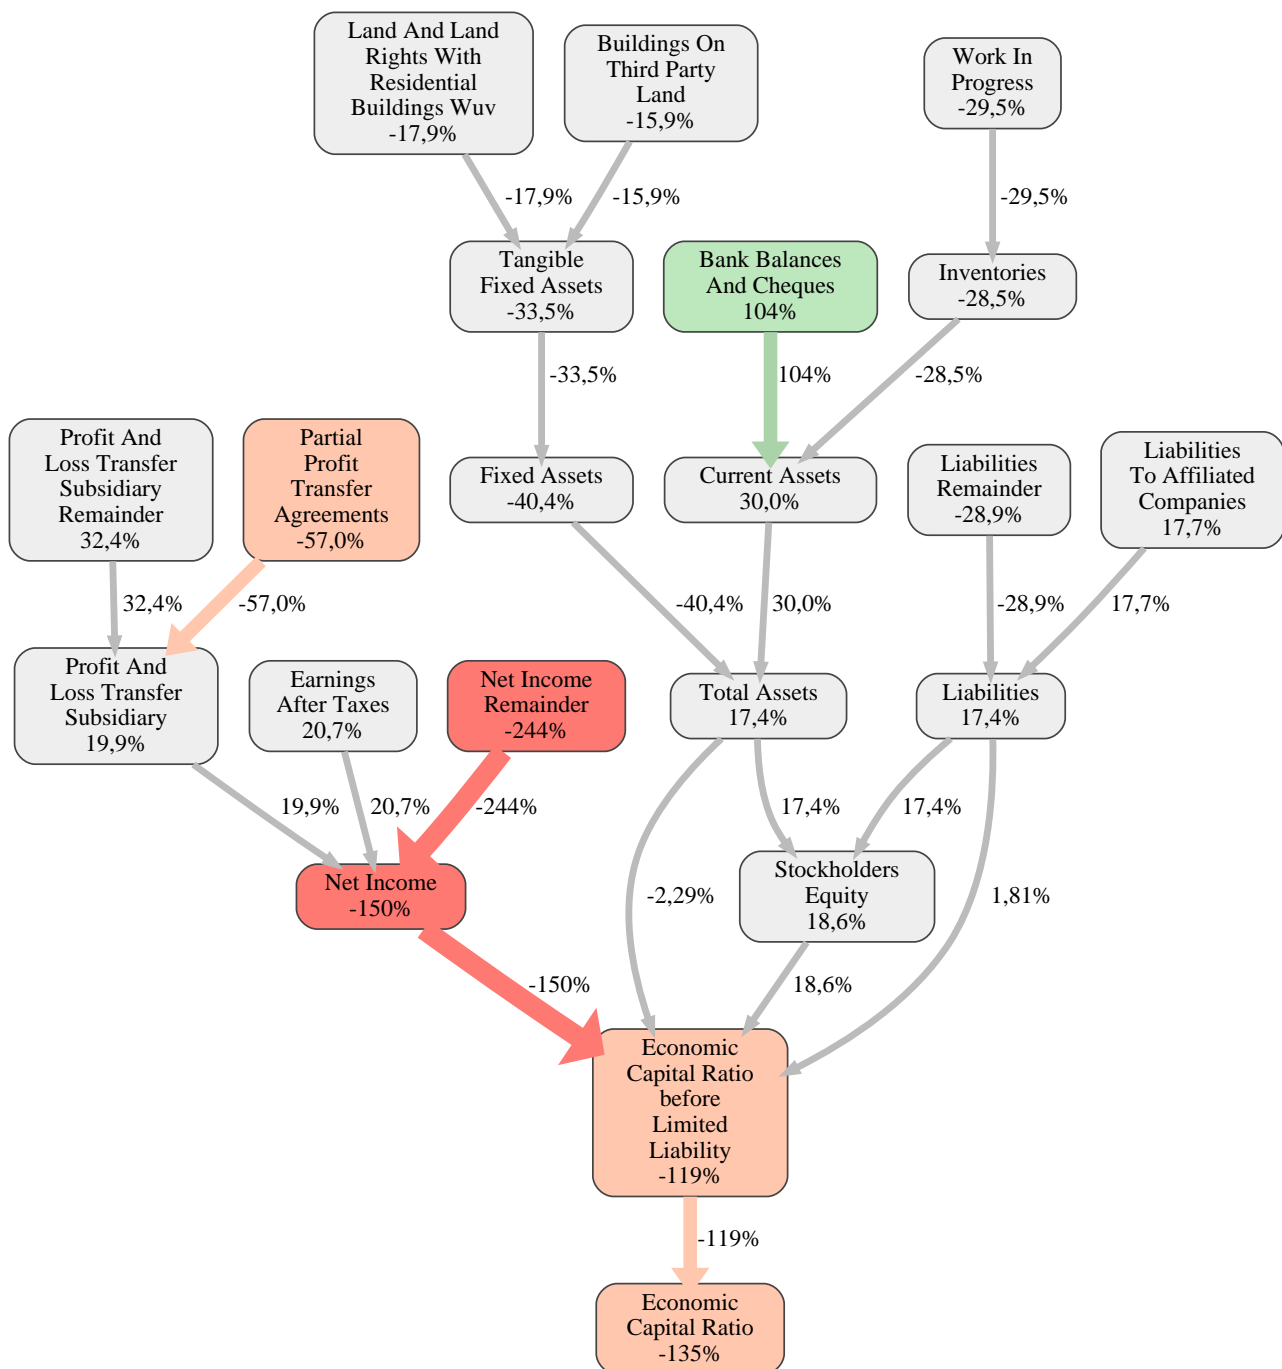 Land And Land
Rights With
Residential
Buildings Wuv
-17,9%
Buildings On
Third Party
Land
-15,9%
Work In
Progress
-29,5%
-17,9%
-15,9%
-29,5%
Tangible
Fixed Assets
-33,5%
Bank Balances
And Cheques
104%
Inventories
-28,5%
-33,5%
104%
-28,5%
Profit And
Loss Transfer
Subsidiary
Remainder
32,4%
Partial
Profit
Transfer
Agreements
-57,0%
Fixed Assets
-40,4%
Current Assets
30,0%
Liabilities
Remainder
-28,9%
Liabilities
To Affiliated
Companies
17,7%
32,4%
-57,0%
-40,4%
30,0%
-28,9%
17,7%
Profit And
Loss Transfer
Subsidiary
19,9%
Earnings
After Taxes
20,7%
Net Income
Remainder
-244%
Total Assets
17,4%
Liabilities
17,4%
19,9%
20,7%
-244%
17,4%
17,4%
Net Income
-150%
-2,29%
Stockholders
Equity
18,6%
1,81%
-150%
18,6%
Economic
Capital Ratio
before
Limited
Liability
-119%
-119%
Economic
Capital Ratio
-135%